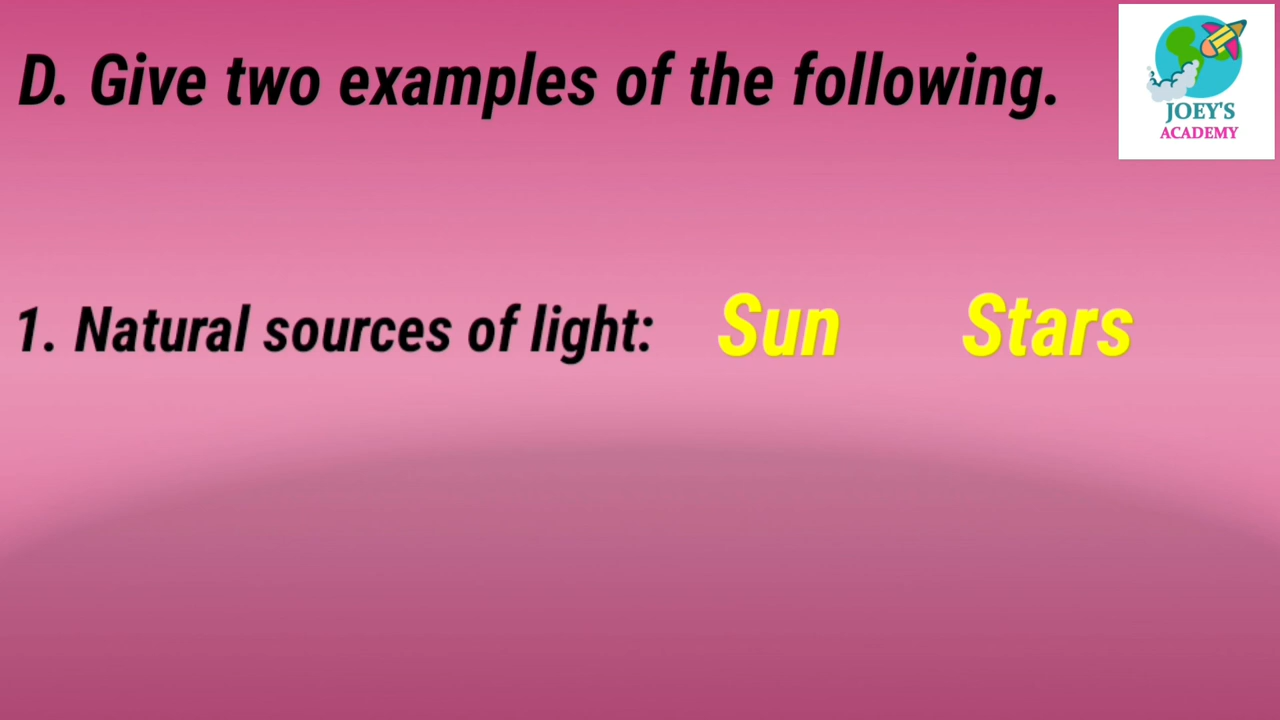 D. Give two examples of the following.
JOEY'S
ACADEMY
1. Natural sources of light: Sun Stars